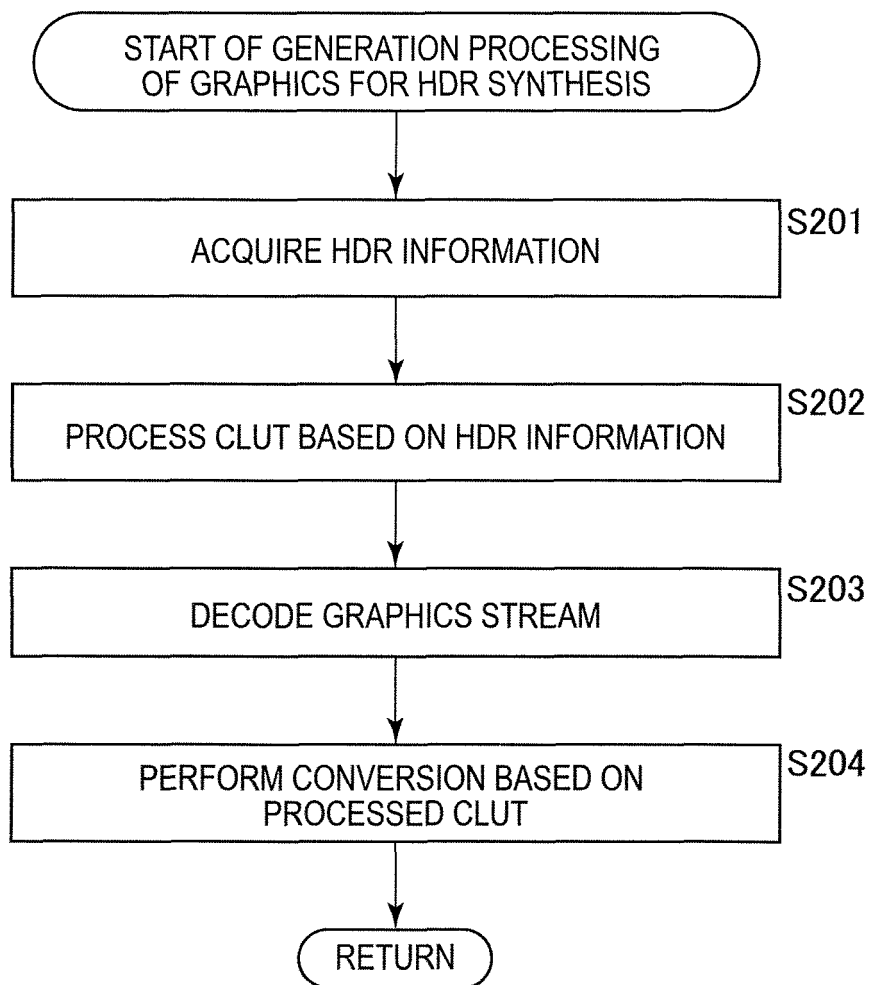 START OF GENERATION PROCESSING
OF GRAPHICS FOR HDR SYNTHESIS
S201
ACQUIRE HDR INFORMATION
S202
PROCESS CLUT BASED ON HDR INFORMATION
S203
DECODE GRAPHICS STREAM
S204
PERFORM CONVERSION BASED ON
PROCESSED CLUT
RETURN